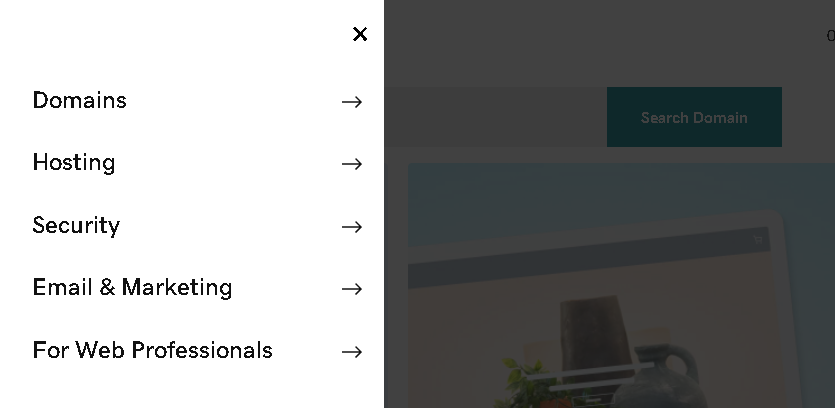 Domains
Search Domain
Hosting
Security
Email & Marketing
For Web Professionals